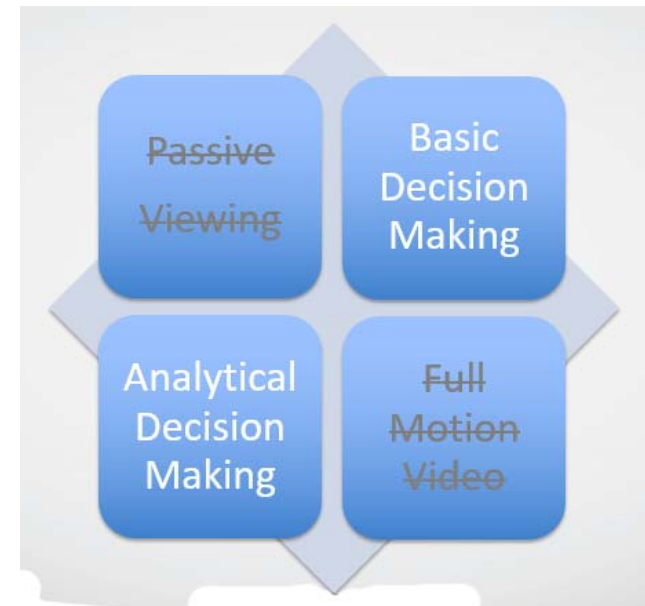 Passive
Viewing
Basic
Decision
Making
Analytical
Decision
Making
Full
Motion
Video